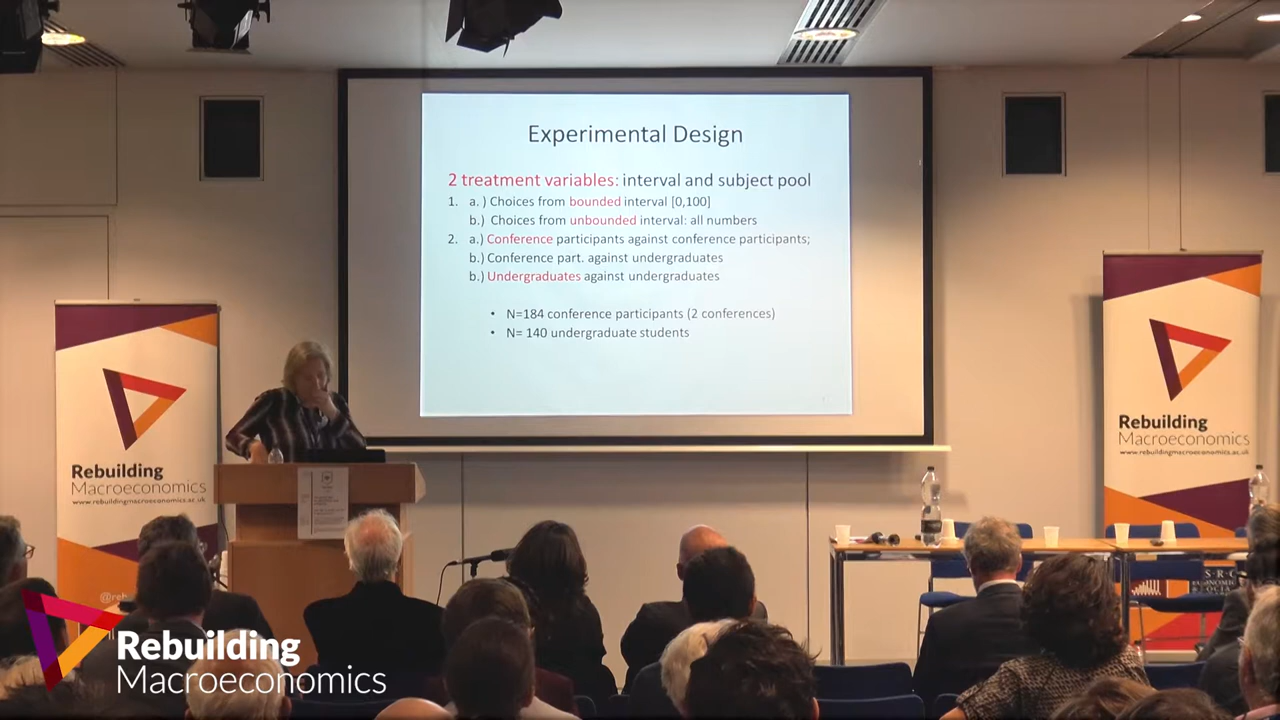 Experimental Design
2 treatment variables: interval and subject pool
1. a. ) Choices from bounded interval [0,100]
b.) Choices from unbounded interval: all numbers
2. a.) Conference participants against conference participants;
b.) Conference part. against undergraduates
b.) Undergraduates against undergraduates
• N=184 conference participants (2 conferences)
• N= 140 undergraduate students
Rebuilding
Macroeconomics
www.rebuildingmacroeconomics.ac.uk
Rebuilding
Macroeconomics
www.rebuildingmacroeconomics.ac.uk
@reb
E·S·R·C
ECONOMIC
Rebuilding
Macroeconomics